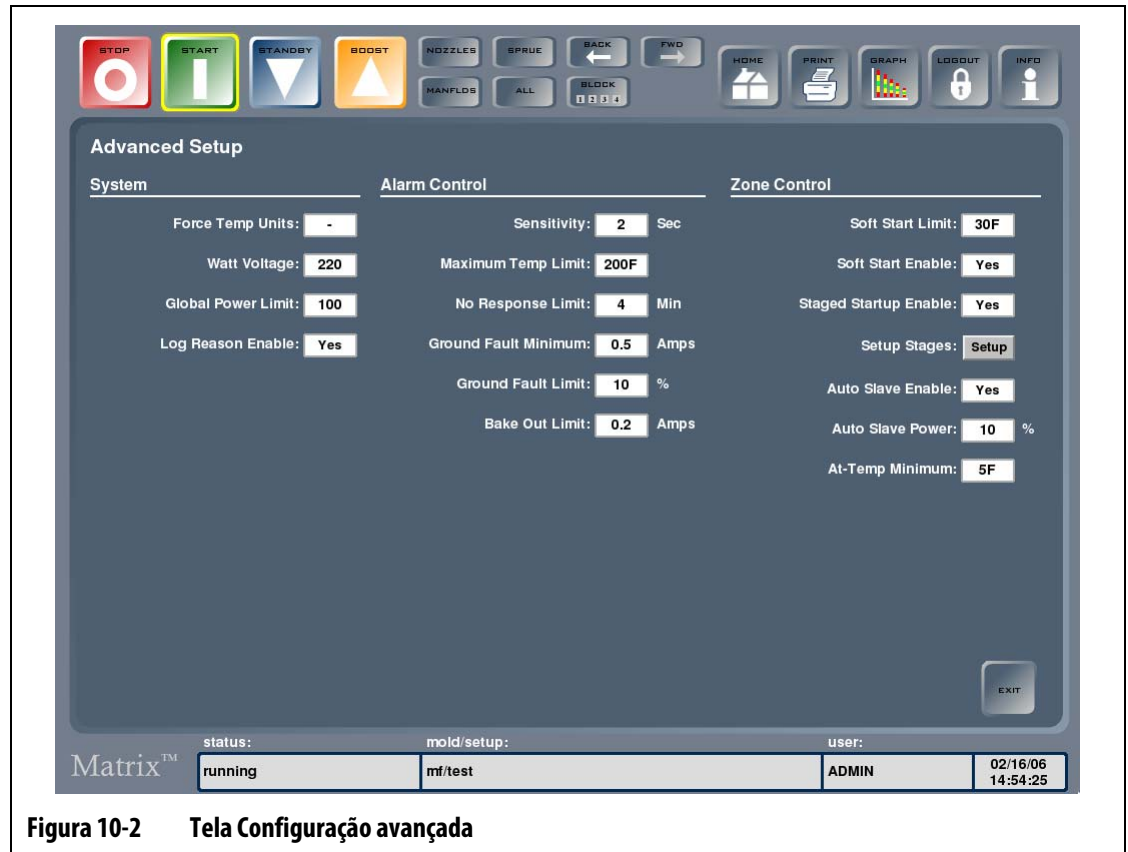 STOP START STANDBY BOOST NOZZLES SPRUE BACK FWD HOME PRINT GRAPH LOGOUT INFO
MANFLDS ALL BLOCK
1 2 3 4
Advanced Setup
System Alarm Control Zone Control
Force Temp Units: - Sensitivity: 2 Sec Soft Start Limit: 30F
Watt Voltage: 220 Maximum Temp Limit: 200F Soft Start Enable: Yes
Global Power Limit: 100 No Response Limit: 4 Min Staged Startup Enable: Yes
Log Reason Enable: Yes Ground Fault Minimum: 0.5 Amps Setup Stages: Setup
Ground Fault Limit: 10 % Auto Slave Enable: Yes
Bake Out Limit: 0.2 Amps Auto Slave Power: 10 %
At-Temp Minimum: 5F
EXIT
status: mold/setup: user:
Matrix™ running mf/test ADMIN 02/16/06
14:54:25
Figura 10-2 Tela Configuração avançada